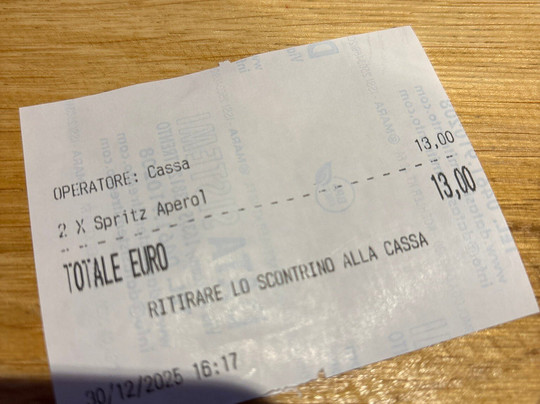 OPERATORE: Cassa
2 X Spritz Aperol 13,00
TOTALE EURO 13,00
RITIRARE LO SCONTRINO ALLA CASSA
30/12/2025 16:17